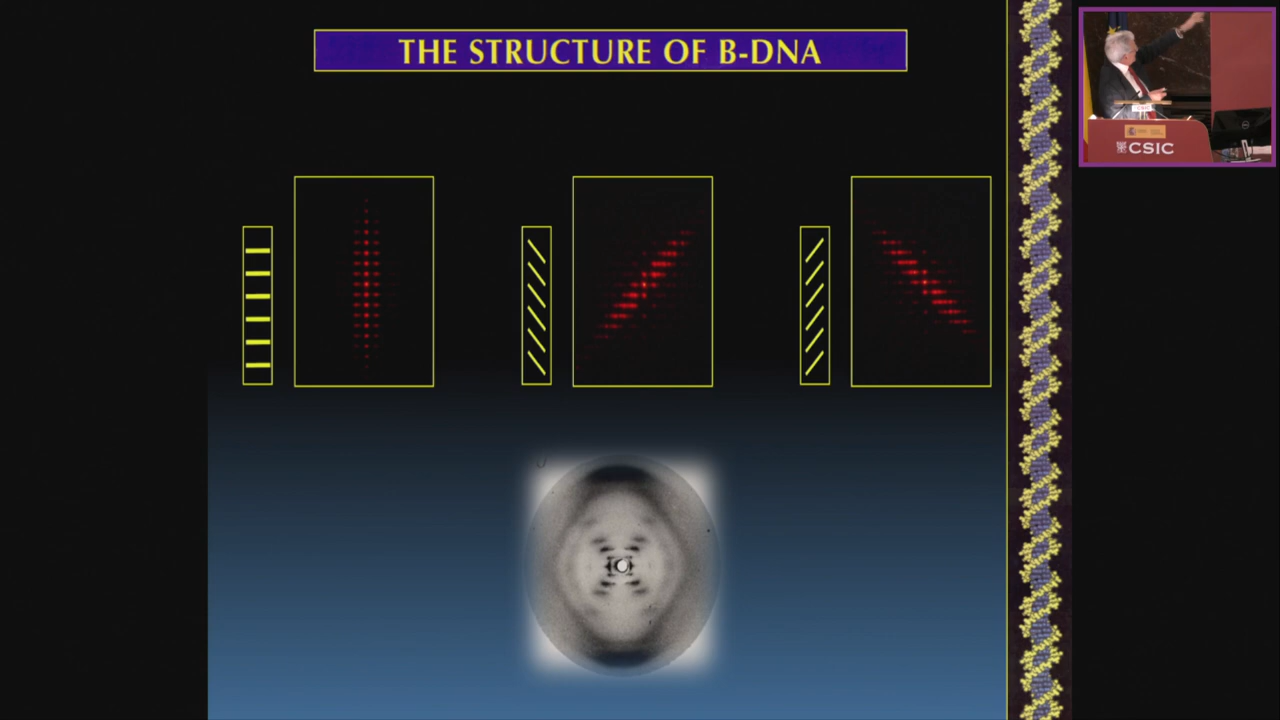 THE STRUCTURE OF B-DNA
CSIC